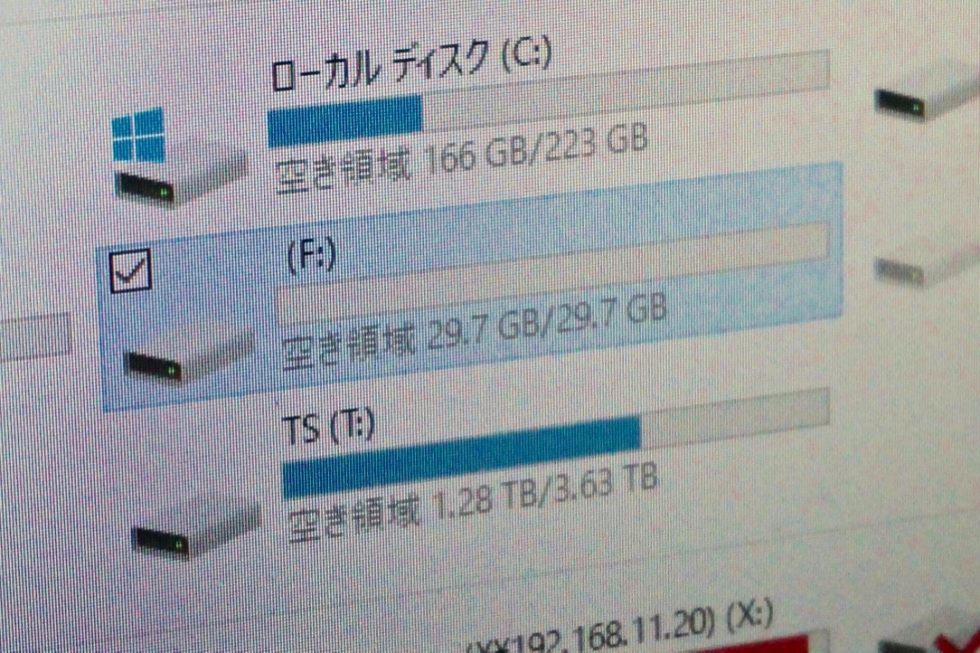 ローカル ディスク (C:)
空き領域 166 GB/223 GB
(F:)
空き領域 29.7 GB/29.7 GB
TS (T:)
空き領域 1.28 TB/3.63 TB
192.168.11.20) (X:)